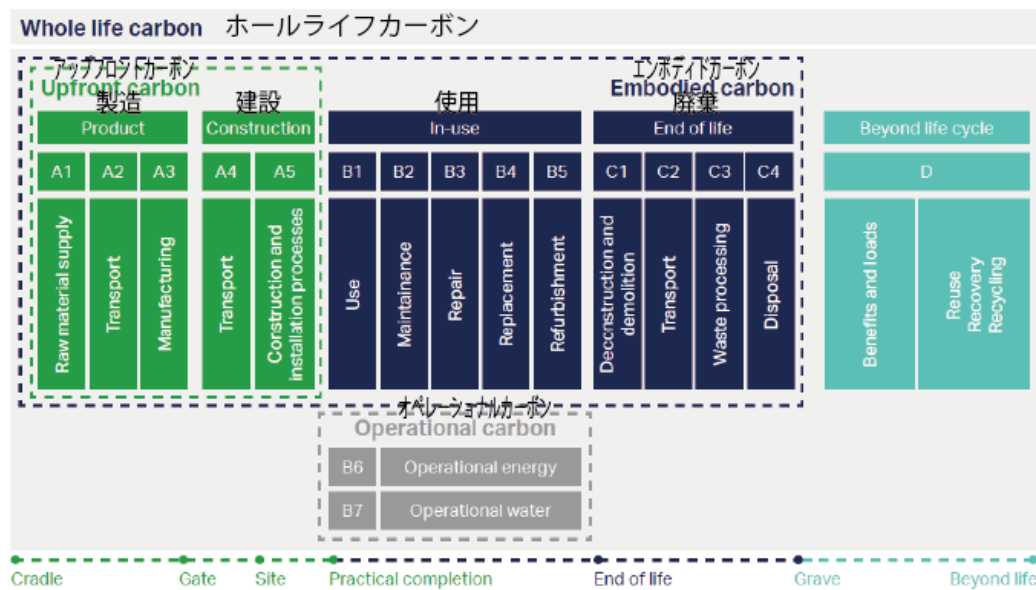 Whole life carbon ホールライフカーボン
アップフロントカーボン
Upfront carbon
エンボディドカーボン
Embodied carbon
製造
建設
使用
廃棄
Product
Construction
In-use
End of life
Beyond life cycle
A1
A2
A3
A4
A5
B1
B2
B3
B4
B5
C1
C2
C3
C4
D
Raw material supply
Transport
Manufacturing
Transport
Construction and
installation processes
Use
Maintainance
Repair
Replacement
Refurbishment
Deconstruction and
demolition
Transport
Waste processing
Disposal
Benefits and loads
Reuse
Recovery
Recycling
オペレーショナルカーボン
Operational carbon
B6 Operational energy
B7 Operational water
Cradle
Gate
Site
Practical completion
End of life
Grave
Beyond life